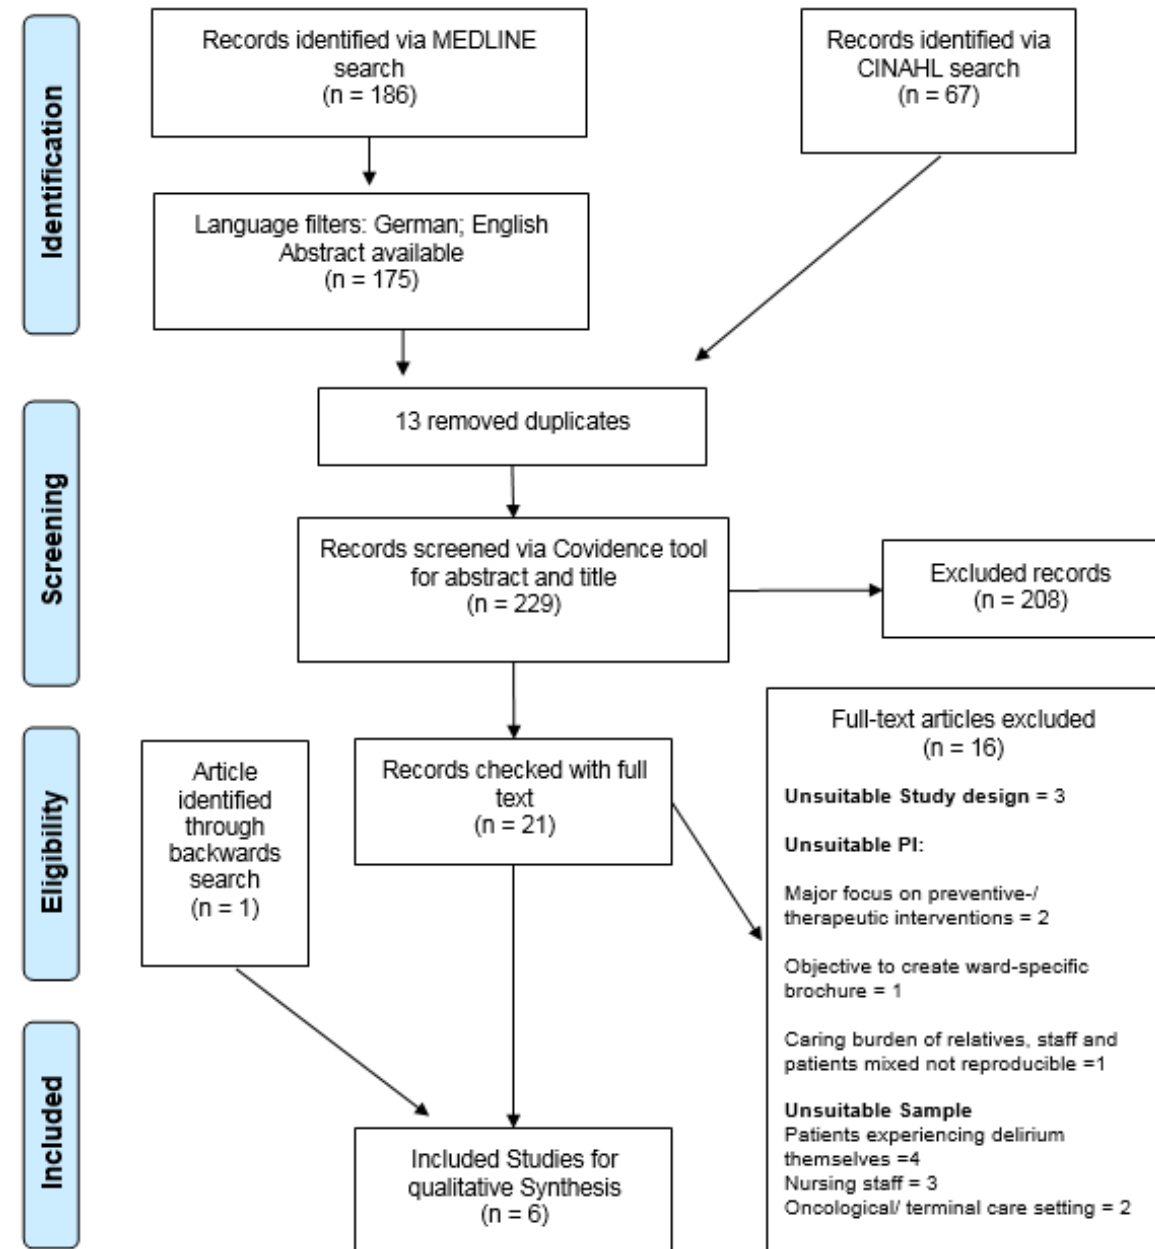 Identification
Records identified via MEDLINE
search
(n = 186)
Records identified via
CINAHL search
(n = 67)
Language filters: German; English
Abstract available
(n = 175)
Screening
13 removed duplicates
Records screened via Covidence tool
for abstract and title
(n = 229)
Excluded records
(n = 208)
Eligibility
Article
identified
through
backwards
search
(n = 1)
Records checked with full
text
(n = 21)
Full-text articles excluded
(n = 16)
Unsuitable Study design = 3
Unsuitable PI:
Major focus on preventive-/
therapeutic interventions = 2
Objective to create ward-specific
brochure = 1
Caring burden of relatives, staff and
patients mixed not reproducible =1
Unsuitable Sample
Patients experiencing delirium
themselves =4
Nursing staff = 3
Oncological/ terminal care setting = 2
Included
Included Studies for
qualitative Synthesis
(n = 6)